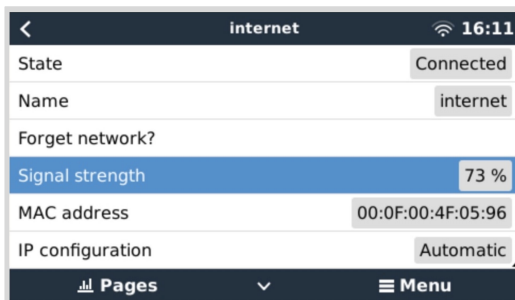 internet 16:11
State Connected
Name internet
Forget network?
Signal strength 73 %
MAC address 00:0F:00:4F:05:96
IP configuration Automatic
Pages Menu